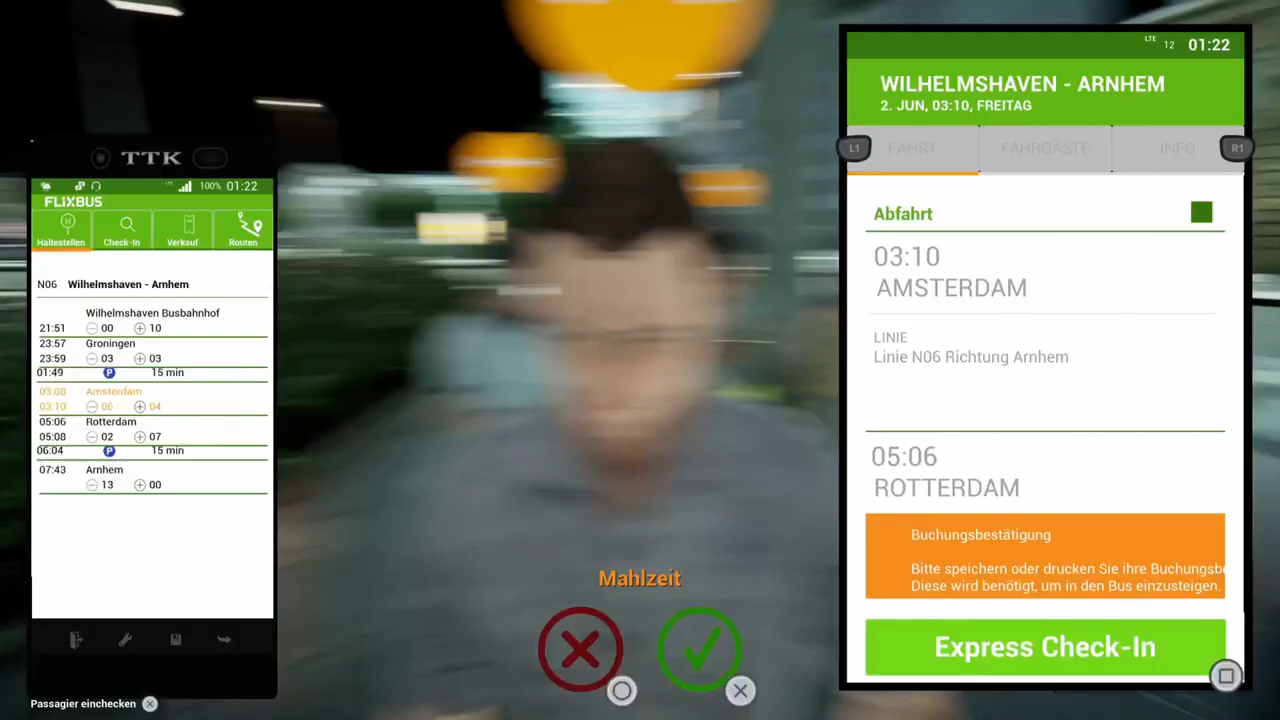 TTK
100% 01:22
FLiXBUS
Haltestellen Check-In Verkauf Routen
N06 Wilhelmshaven - Arnhem
Wilhelmshaven Busbahnhof
21:51 00 10
23:57 Groningen
23:59 03 03
01:49 P 15 min
03:08 Amsterdam
03:10 06 04
05:06 Rotterdam
05:08 02 07
06:04 P 15 min
07:43 Arnhem
13 00
Passagier einchecken
Mahlzeit
LTE 12 01:22
WILHELMSHAVEN - ARNHEM
2. JUN, 03:10, FREITAG
L1 FAHRT FAHRGÄSTE INFO R1
Abfahrt
03:10
AMSTERDAM
LINIE
Linie N06 Richtung Arnhem
05:06
ROTTERDAM
Buchungsbestätigung
Bitte speichern oder drucken Sie ihre Buchungsbe
Diese wird benötigt, um in den Bus einzusteigen.
Express Check-In